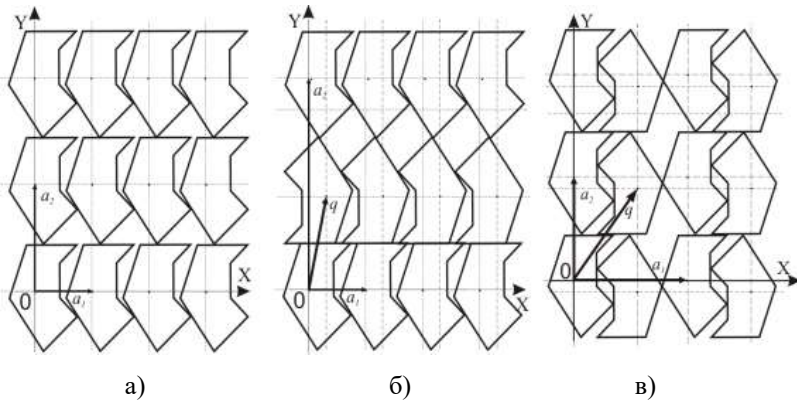 Y Y Y
a₂ a₂ a₂
q q
0 a₁ X 0 a₁ X 0 a₁ X
а) б) в)